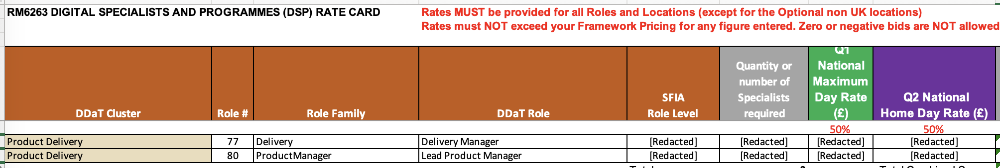 RM6263 DIGITAL SPECIALISTS AND PROGRAMMES (DSP) RATE CARD
Rates MUST be provided for all Roles and Locations (except for the Optional non UK locations)
Rates must NOT exceed your Framework Pricing for any figure entered. Zero or negative bids are NOT allowed
DDaT Cluster
Role #
Role Family
DDaT Role
SFIA
Role Level
Quantity or
number of
Specialists
required
Q1
National
Maximum
Day Rate
(£)
Q2 National
Home Day Rate (£)
50% 50%
Product Delivery 77 Delivery Delivery Manager [Redacted] [Redacted] [Redacted] [Redacted]
Product Delivery 80 ProductManager Lead Product Manager [Redacted] [Redacted] [Redacted] [Redacted]